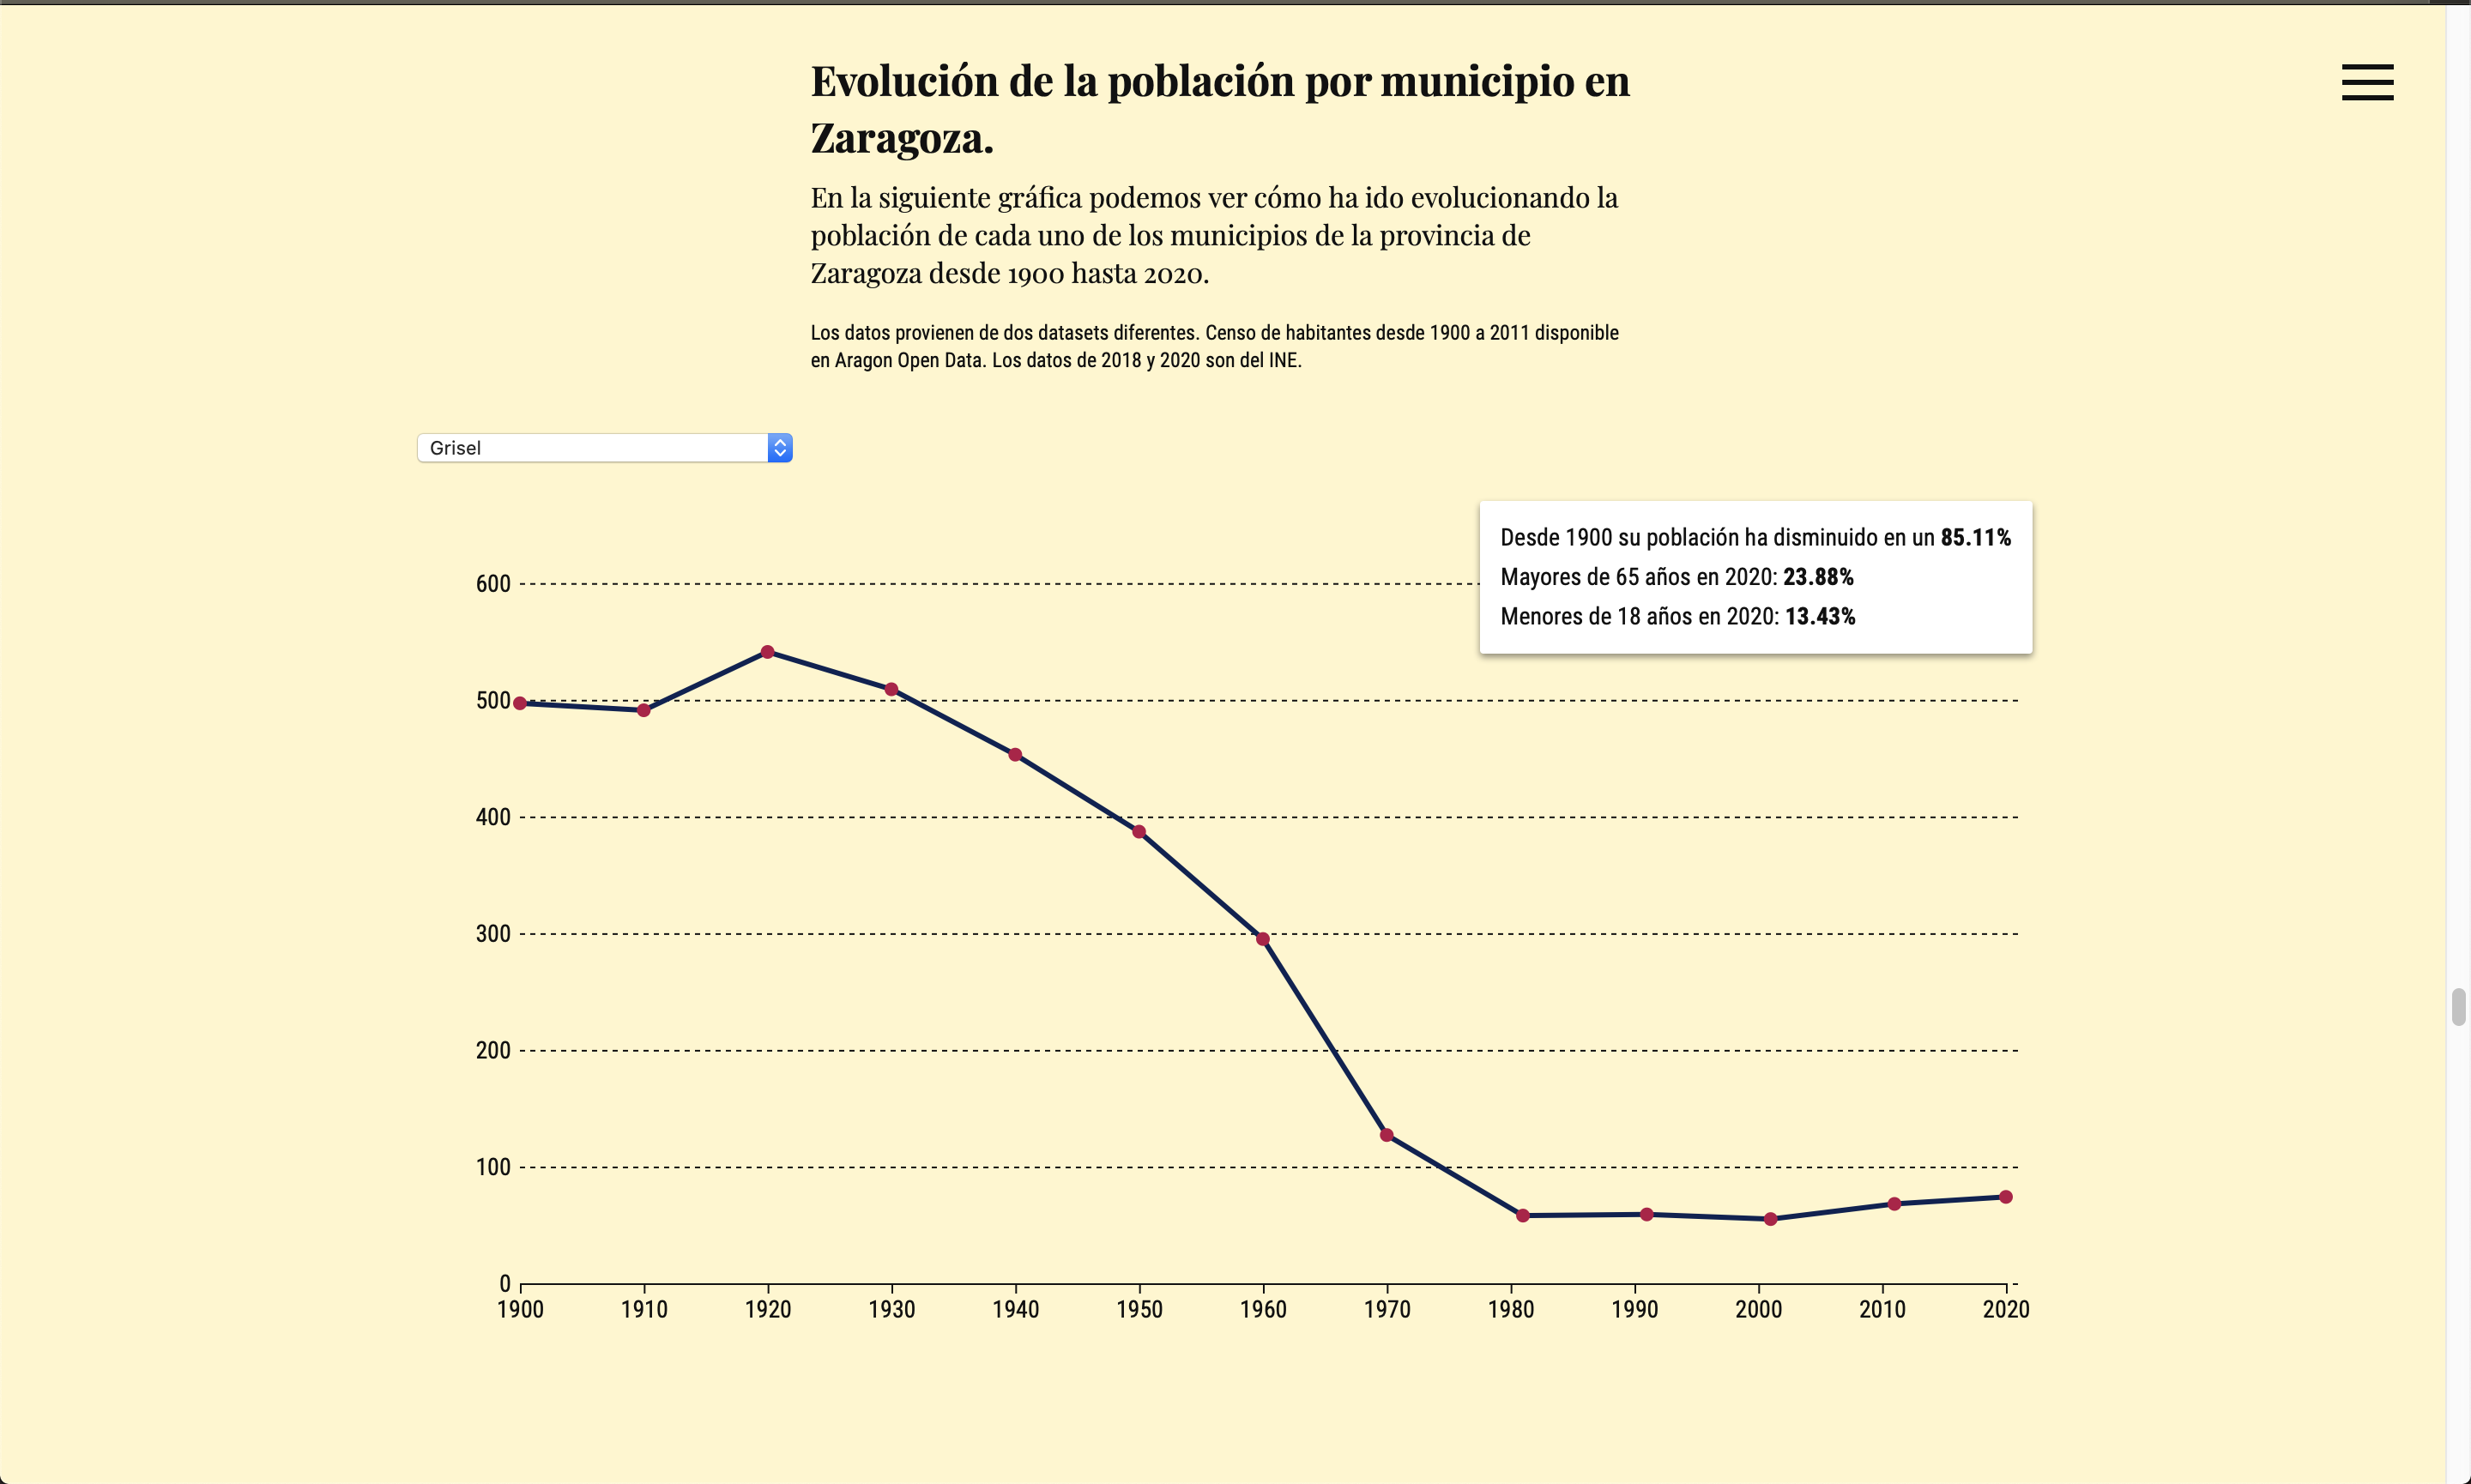 Evolución de la población por municipio en
Zaragoza.
En la siguiente gráfica podemos ver cómo ha ido evolucionando la
población de cada uno de los municipios de la provincia de
Zaragoza desde 1900 hasta 2020.
Los datos provienen de dos datasets diferentes. Censo de habitantes desde 1900 a 2011 disponible
en Aragon Open Data. Los datos de 2018 y 2020 son del INE.
Grisel
Desde 1900 su población ha disminuido en un 85.11%
Mayores de 65 años en 2020: 23.88%
Menores de 18 años en 2020: 13.43%
600
500
400
300
200
100
0
1900 1910 1920 1930 1940 1950 1960 1970 1980 1990 2000 2010 2020